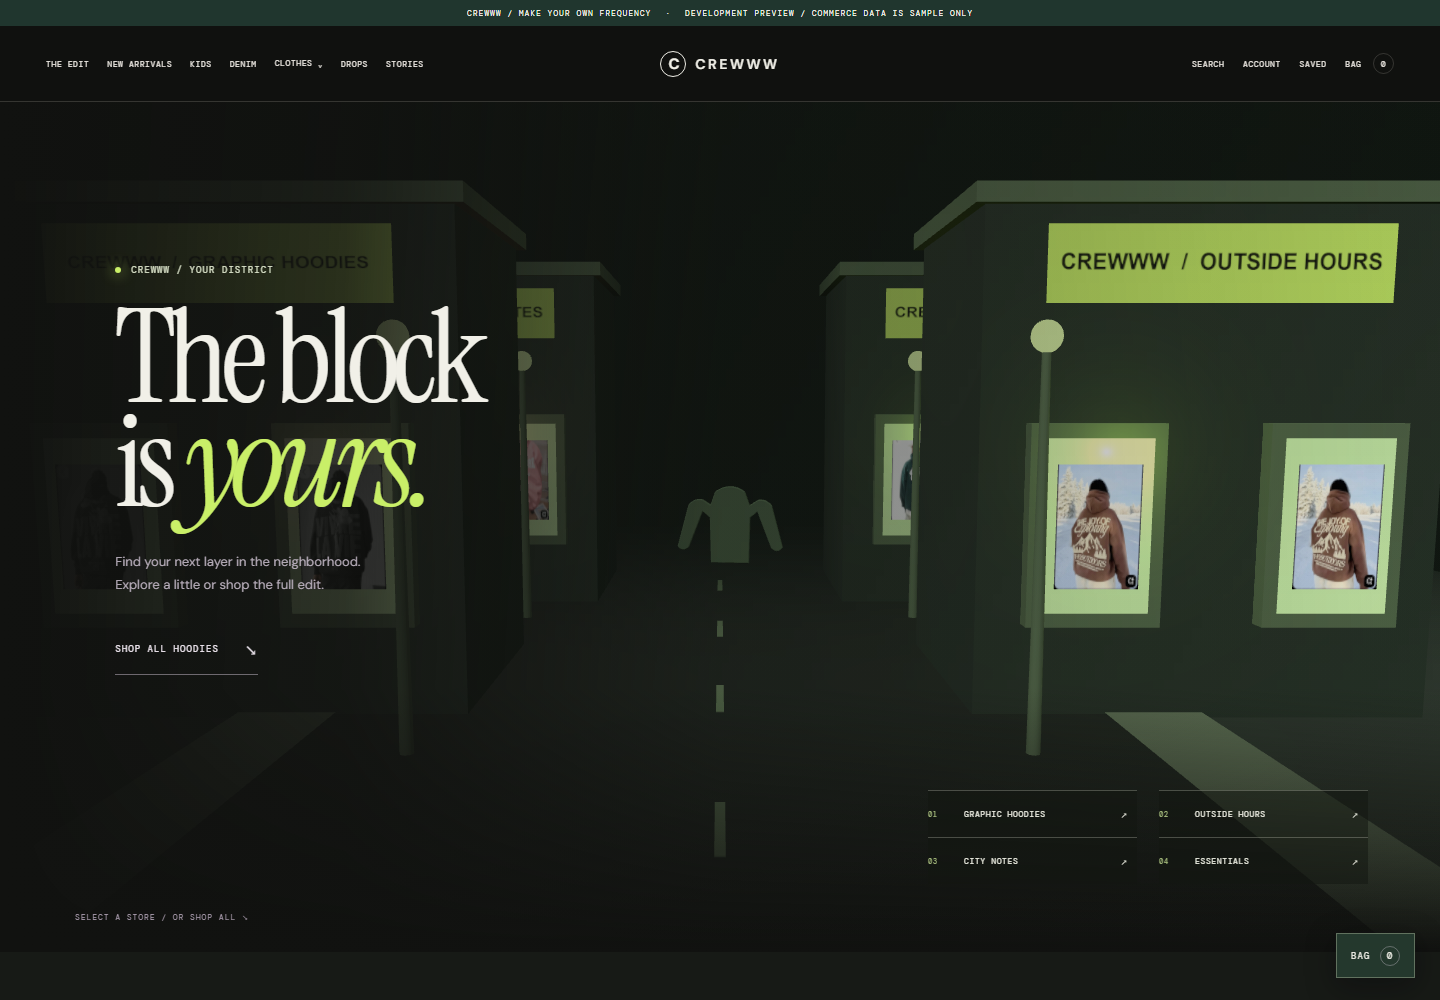 CREWWW / MAKE YOUR OWN FREQUENCY · DEVELOPMENT PREVIEW / COMMERCE DATA IS SAMPLE ONLY
THE EDIT NEW ARRIVALS KIDS DENIM CLOTHES DROPS STORIES
C CREWWW
SEARCH ACCOUNT SAVED BAG 0
CREWWW / GRAPHIC HOODIES
CREWWW / OUTSIDE HOURS
CREWWW / YOUR DISTRICT
TES
CRE
The block
is yours.
Find your next layer in the neighborhood.
Explore a little or shop the full edit.
SHOP ALL HOODIES ↘
01 GRAPHIC HOODIES ↗
02 OUTSIDE HOURS ↗
03 CITY NOTES ↗
04 ESSENTIALS ↗
SELECT A STORE / OR SHOP ALL ↘
BAG 0